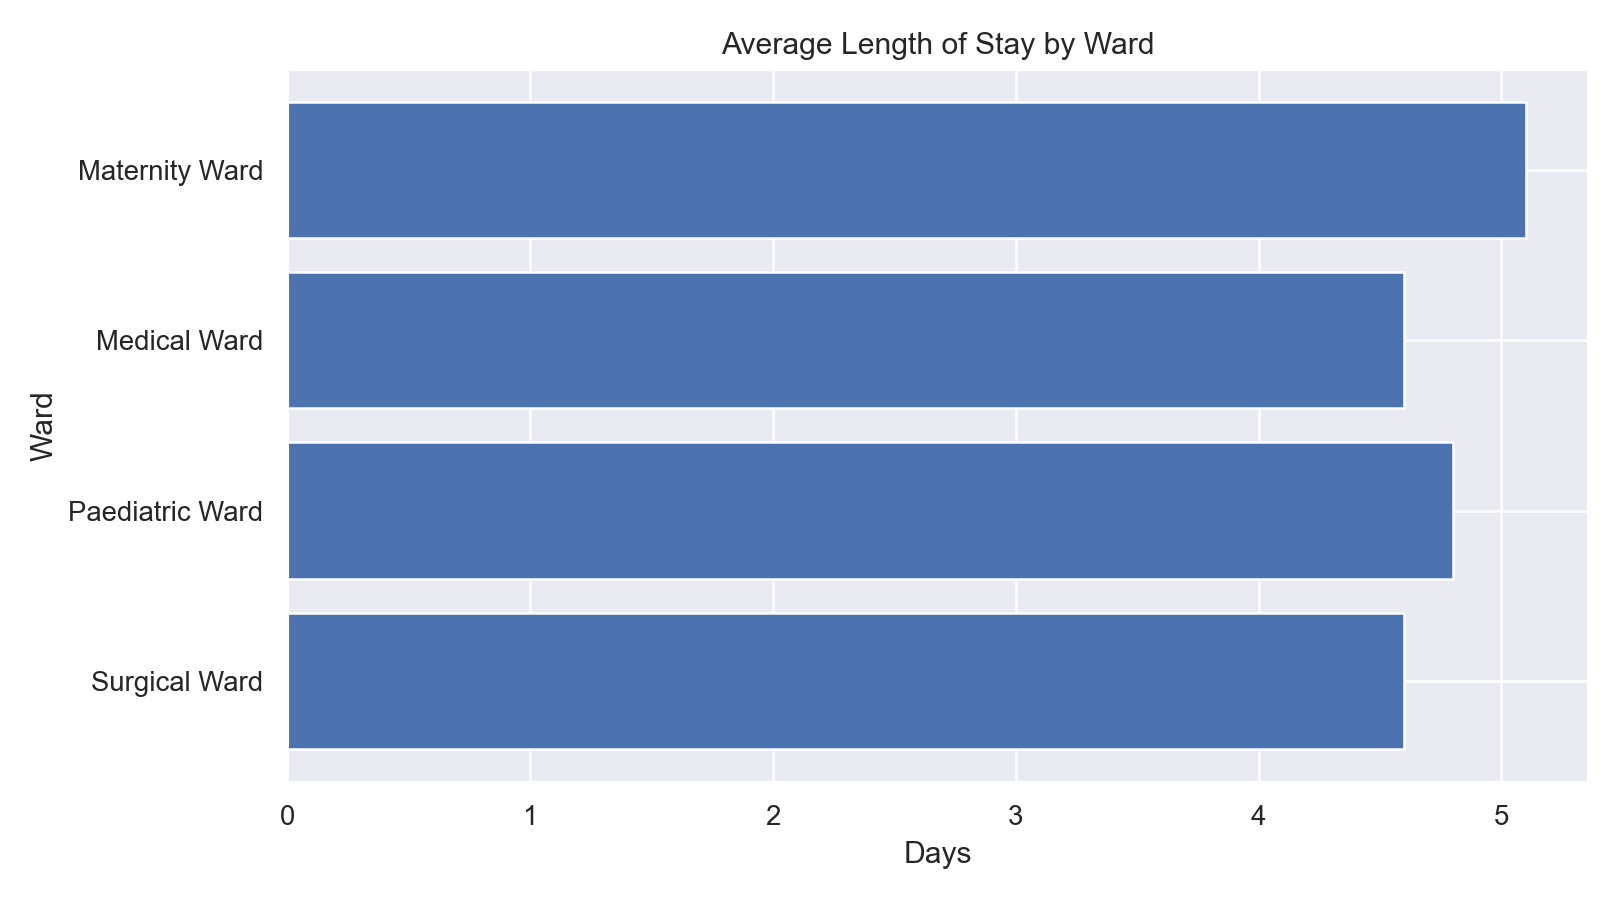 Average Length of Stay by Ward
Maternity Ward
Medical Ward
Paediatric Ward
Surgical Ward
Ward
0 1 2 3 4 5
Days